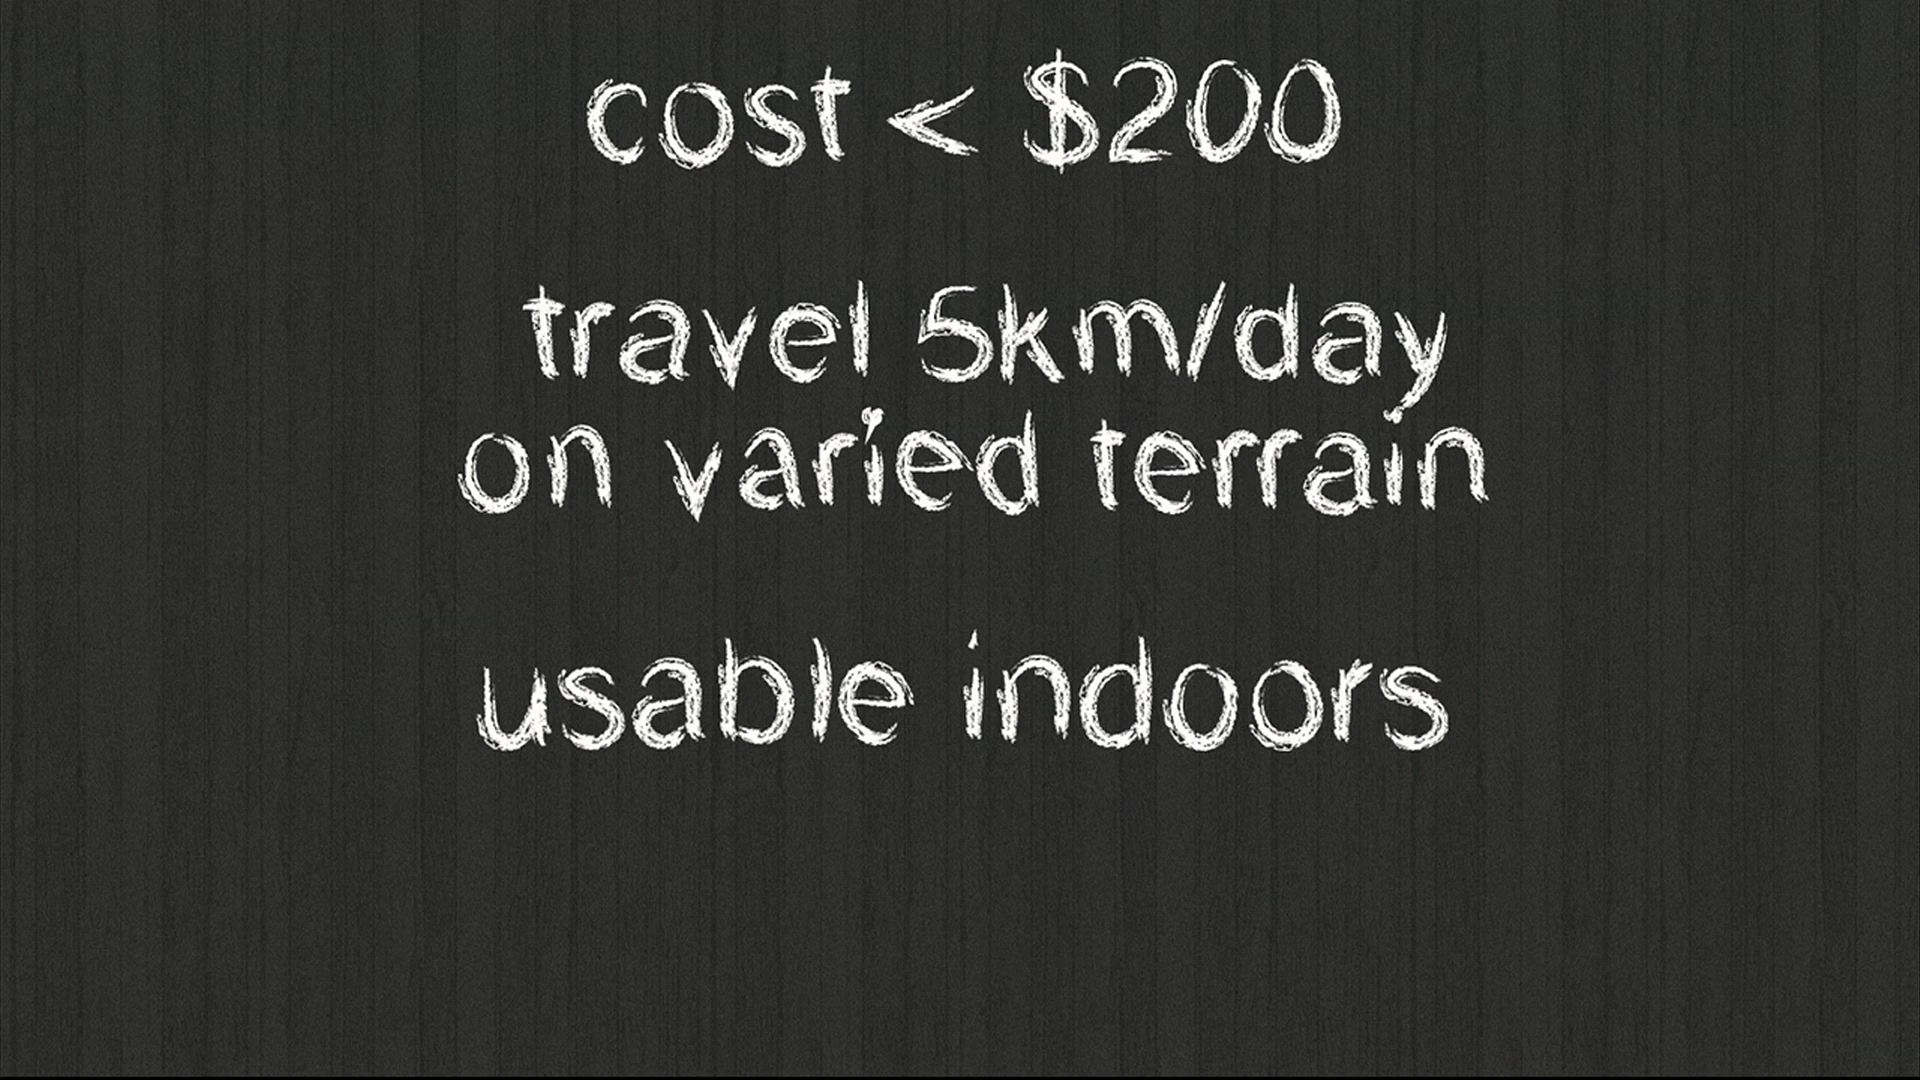 cost < $200
travel 5km/day
on varied terrain
usable indoors